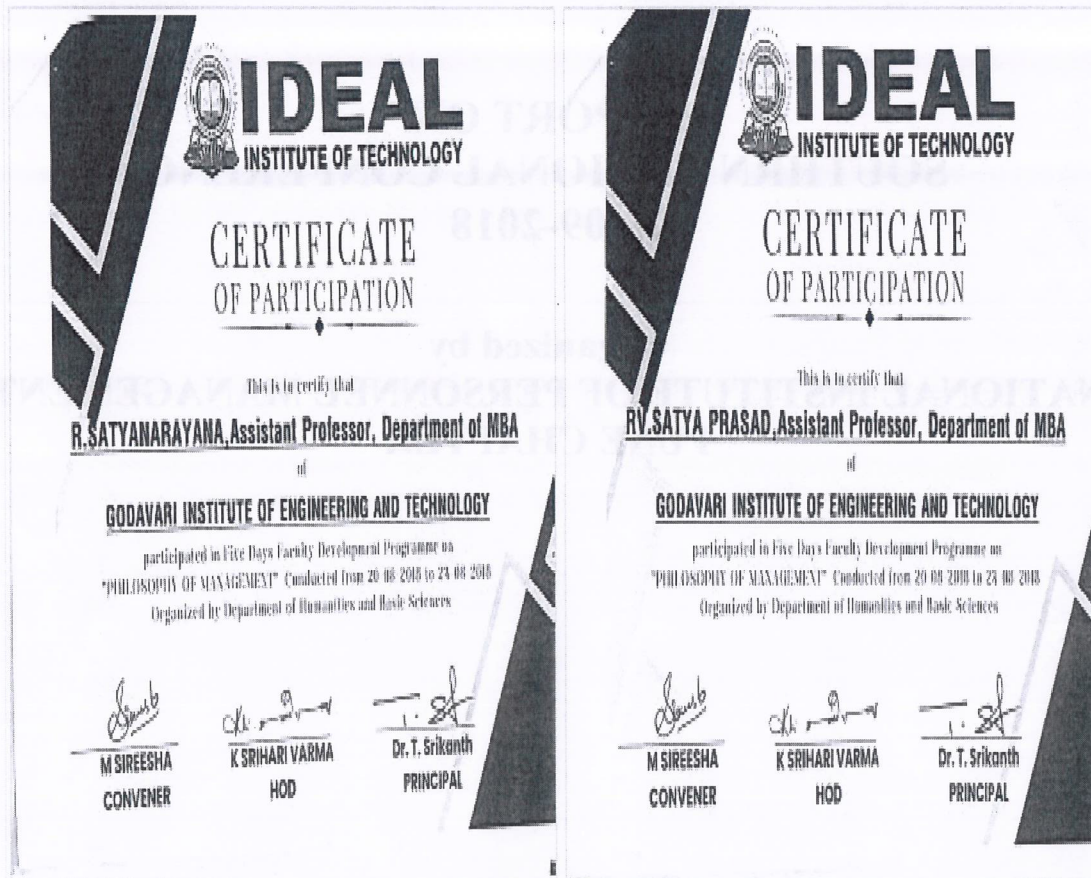 IDEAL
INSTITUTE OF TECHNOLOGY
CERTIFICATE
OF PARTICIPATION
This is to certify that
R.SATYANARAYANA,Assistant Professor, Department of MBA
of
GODAVARI INSTITUTE OF ENGINEERING AND TECHNOLOGY
participated in Five Days Faculty Development Programme on
"PHILOSOPHY OF MANAGEMENT" Conducted from 20-08-2018 to 24-08-2018
Organized by Department of Humanities and Basic Sciences
M SIREESHA
CONVENER
K SRIHARI VARMA
HOD
Dr. T. Srikanth
PRINCIPAL
IDEAL
INSTITUTE OF TECHNOLOGY
CERTIFICATE
OF PARTICIPATION
This is to certify that
RV.SATYA PRASAD,Assistant Professor, Department of MBA
of
GODAVARI INSTITUTE OF ENGINEERING AND TECHNOLOGY
participated in Five Days Faculty Development Programme on
"PHILOSOPHY OF MANAGEMENT" Conducted from 20-08-2018 to 24-08-2018
Organized by Department of Humanities and Basic Sciences
M SIREESHA
CONVENER
K SRIHARI VARMA
HOD
Dr. T. Srikanth
PRINCIPAL